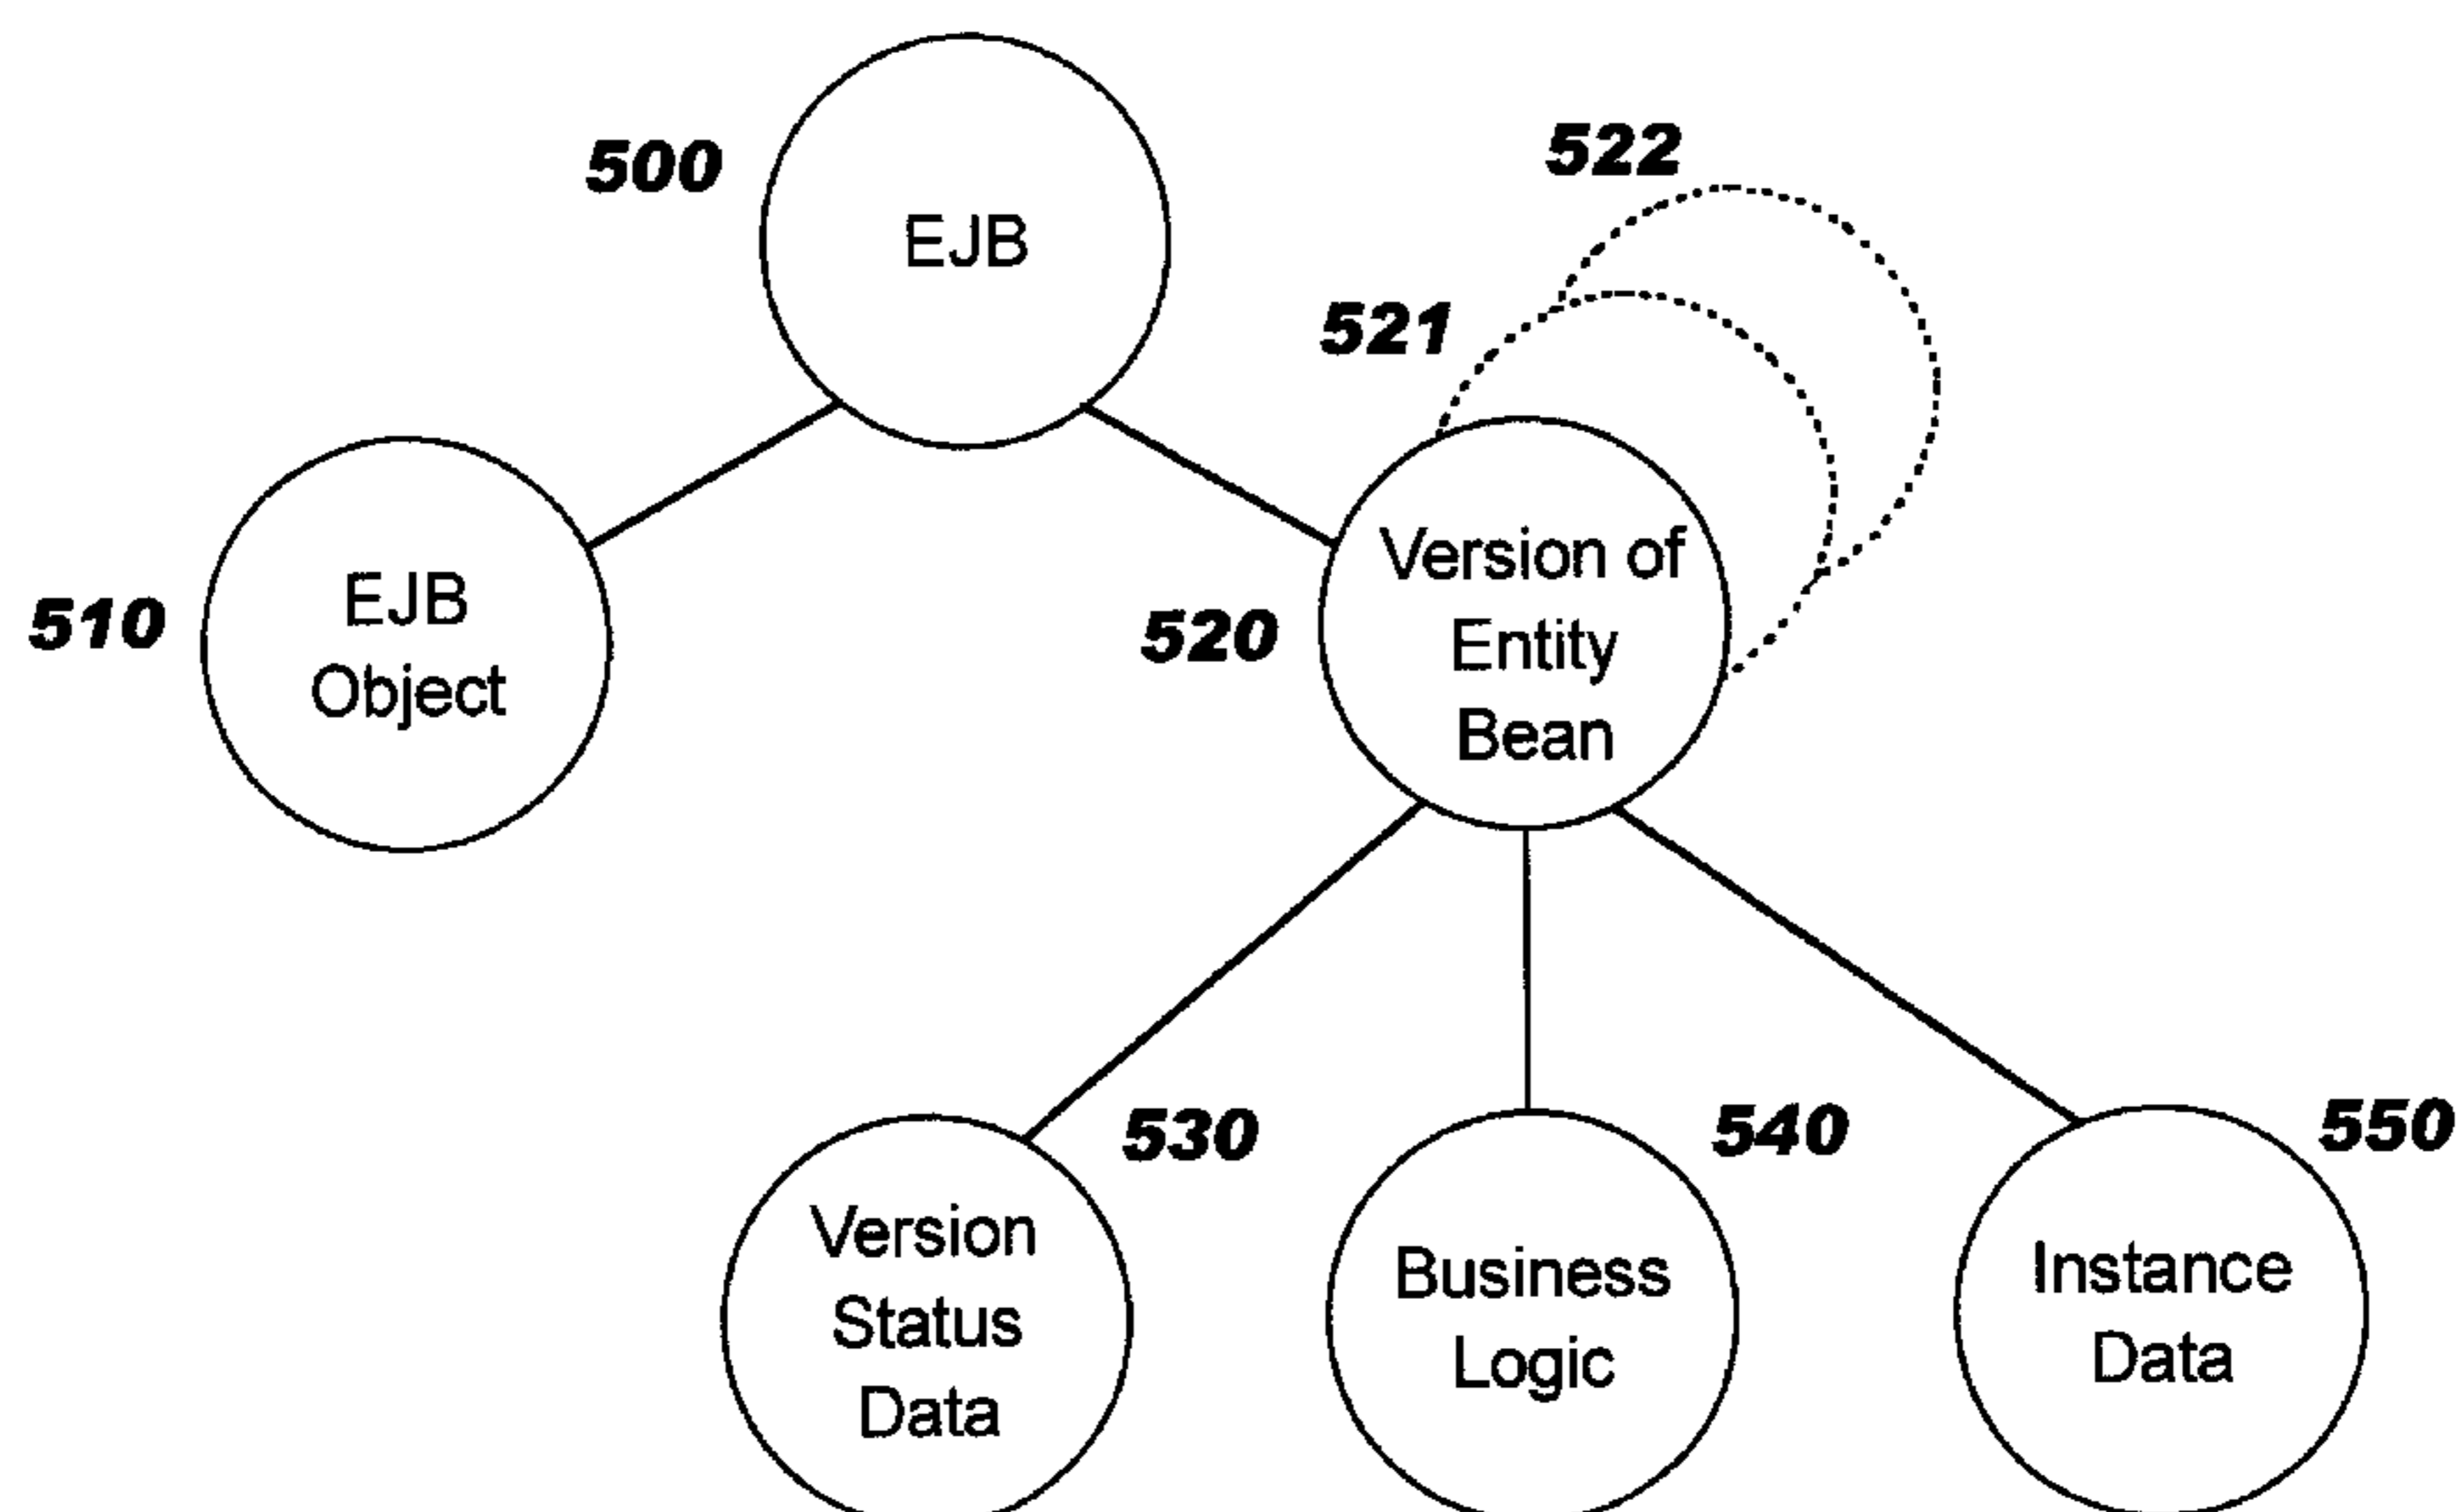 500
EJB
522
521
510
EJB
Object
520
Version of
Entity
Bean
530
Version
Status
Data
540
Business
Logic
550
Instance
Data